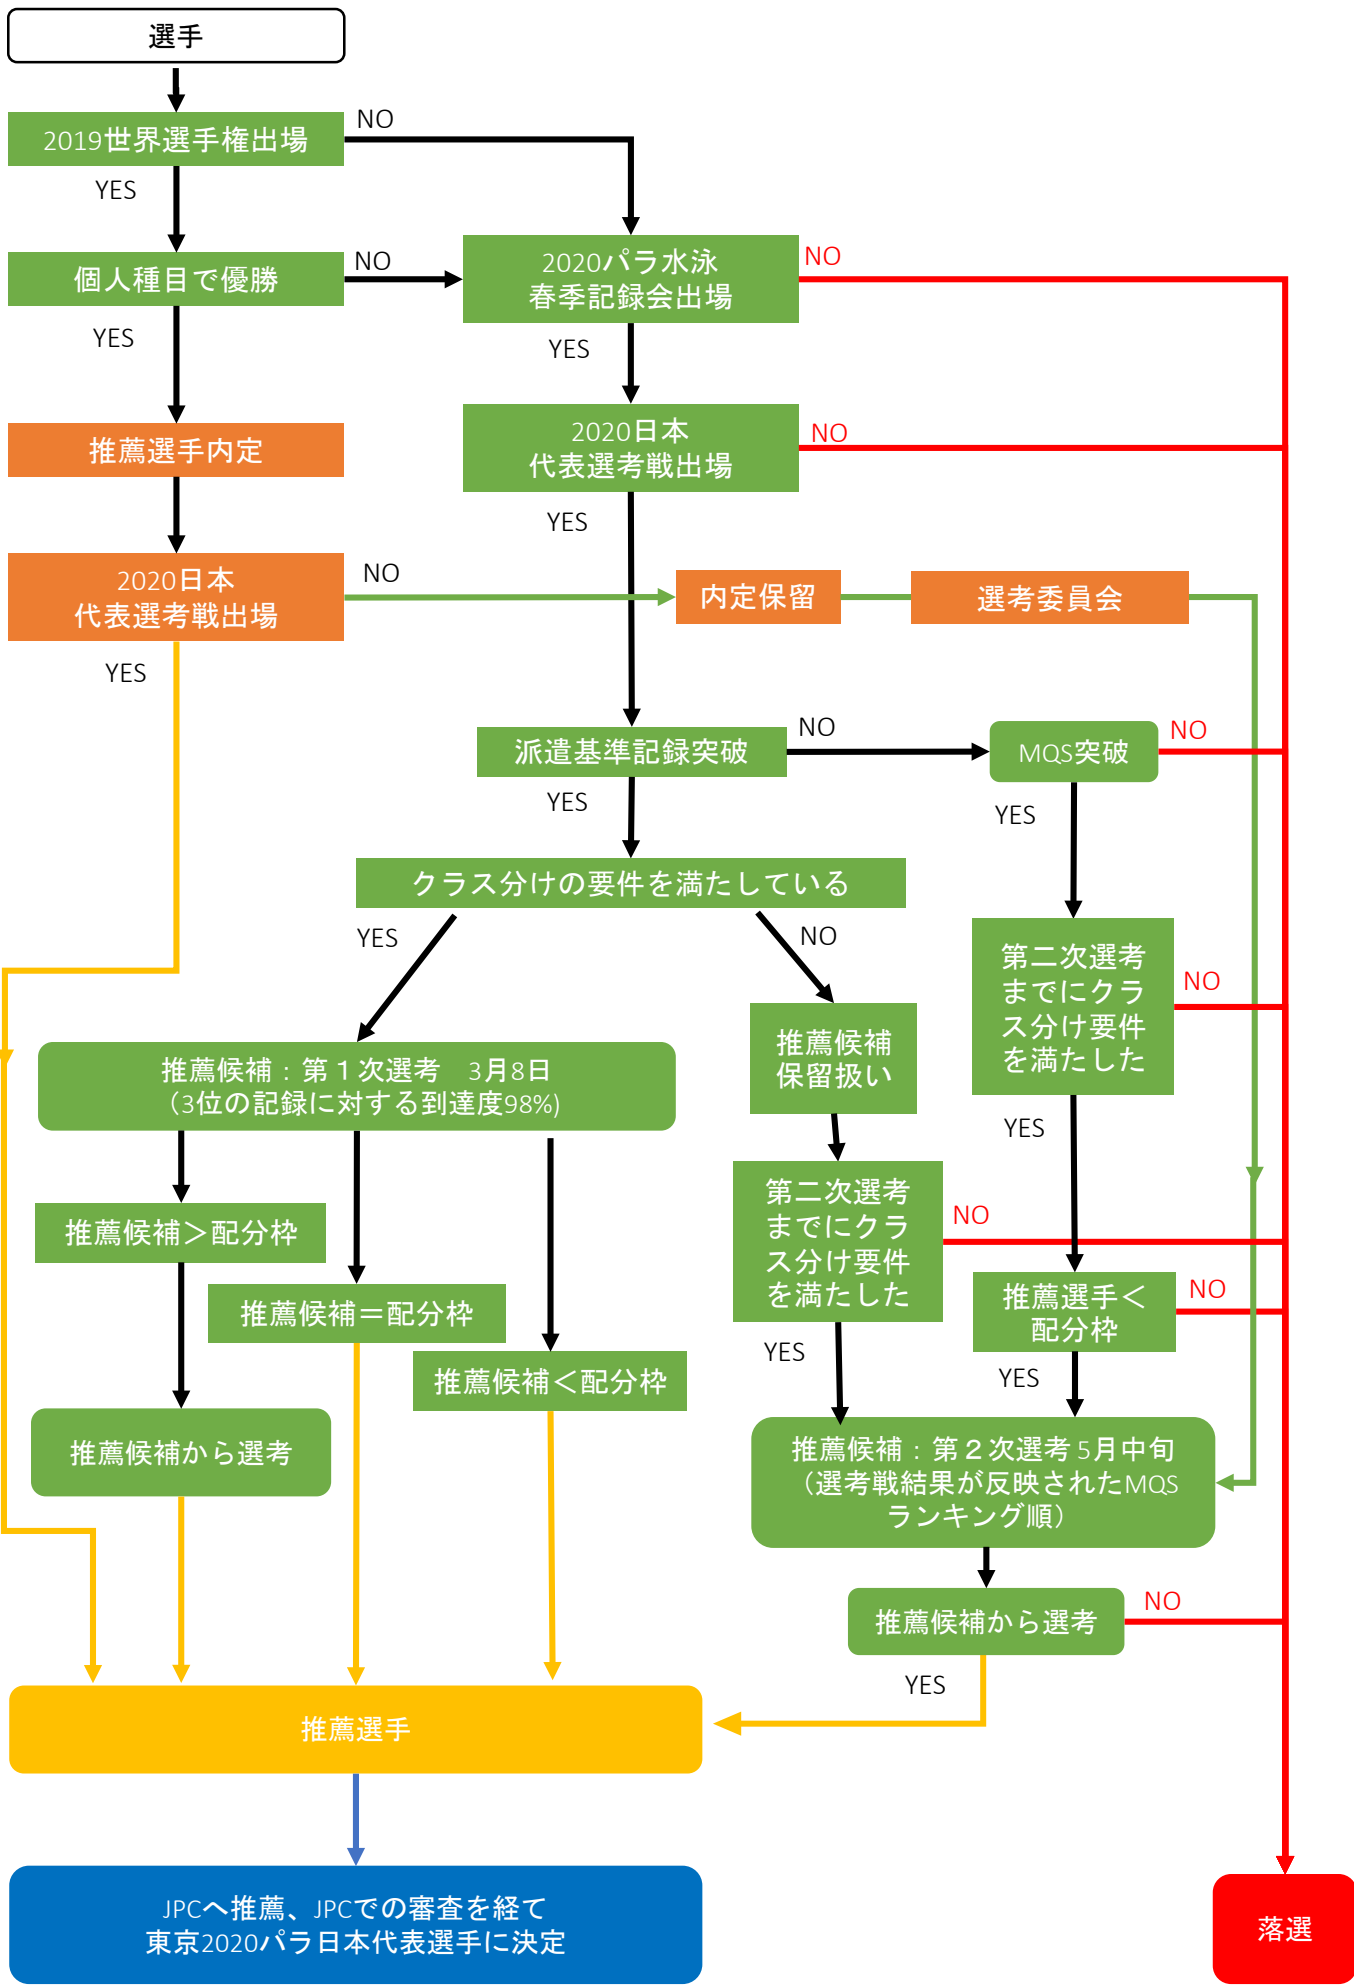 選手
NO
2019世界選手権出場
YES
個人種目で優勝
NO
2020パラ水泳
春季記録会出場
NO
YES
YES
推薦選手内定
2020日本
代表選考戦出場
NO
YES
2020日本
代表選考戦出場
NO
内定保留
選考委員会
YES
派遣基準記録突破
NO
MQS突破
NO
YES
YES
クラス分けの要件を満たしている
YES
NO
第二次選考
までにクラ
ス分け要件
を満たした
NO
推薦候補
保留扱い
推薦候補：第１次選考　3月8日
（3位の記録に対する到達度98%)
YES
第二次選考
までにクラ
ス分け要件
を満たした
NO
推薦候補＞配分枠
推薦候補＝配分枠
推薦候補＜配分枠
推薦選手＜
配分枠
NO
YES
YES
推薦候補から選考
推薦候補：第２次選考 5月中旬
（選考戦結果が反映されたMQS
ランキング順）
推薦候補から選考
NO
YES
推薦選手
JPCへ推薦、JPCでの審査を経て
東京2020パラ日本代表選手に決定
落選